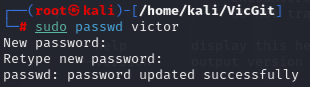 ┌──(root㉿kali)-[/home/kali/VicGit]
└─# sudo passwd victor
New password:
Retype new password:
passwd: password updated successfully